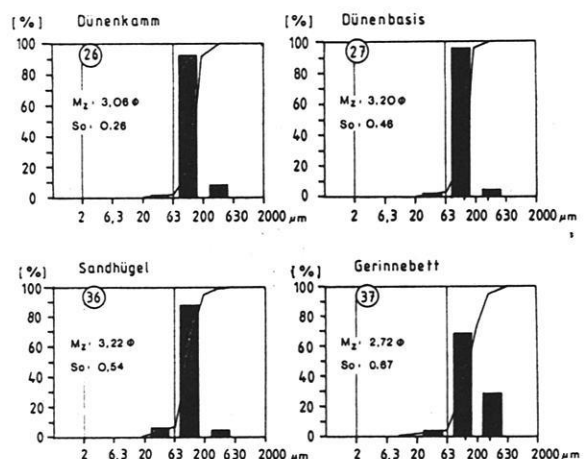 [%] Dünenkamm
100
80
60
40
20
0
26
Mz: 3,06 Φ
So: 0.26
2 6,3 20 63 200 630 2000 µm
[%] Dünenbasis
100
80
60
40
20
0
27
Mz: 3.20 Φ
So: 0.46
2 6,3 20 63 200 630 2000 µm
s
[%] Sandhügel
100
80
60
40
20
0
36
Mz: 3,22 Φ
So: 0,54
2 6,3 20 63 200 630 2000 µm
[%] Gerinnebett
100
80
60
40
20
0
37
Mz: 2,72 Φ
So: 0.67
2 6,3 20 63 200 630 2000 µm